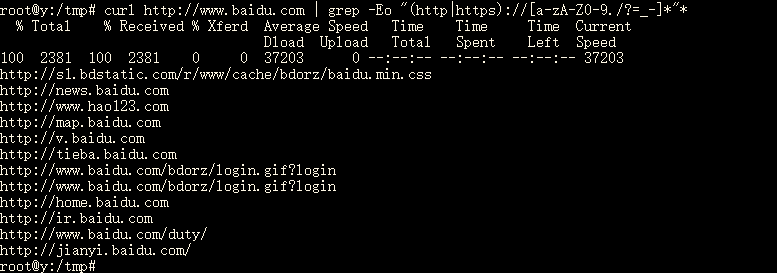 root@y:/tmp# curl http://www.baidu.com | grep -Eo "(http|https)://[a-zA-Z0-9./?=_-]*"*
  % Total    % Received % Xferd  Average Speed   Time    Time     Time  Current
                                 Dload  Upload   Total   Spent    Left  Speed
100  2381  100  2381    0     0  37203      0 --:--:-- --:--:-- --:--:-- 37203
http://s1.bdstatic.com/r/www/cache/bdorz/baidu.min.css
http://news.baidu.com
http://www.hao123.com
http://map.baidu.com
http://v.baidu.com
http://tieba.baidu.com
http://www.baidu.com/bdorz/login.gif?login
http://www.baidu.com/bdorz/login.gif?login
http://home.baidu.com
http://ir.baidu.com
http://www.baidu.com/duty/
http://jianyi.baidu.com/
root@y:/tmp#